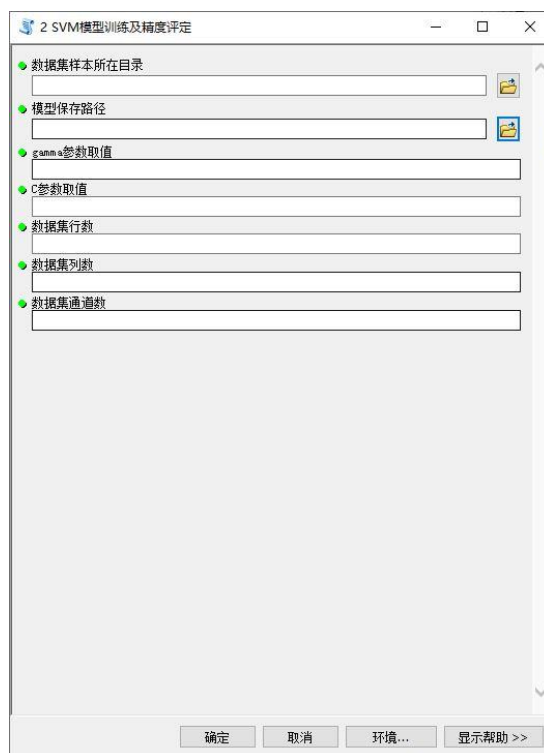 2 SVM模型训练及精度评定
数据集样本所在目录
模型保存路径
gamma参数取值
C参数取值
数据集行数
数据集列数
数据集通道数
确定 取消 环境... 显示帮助 >>